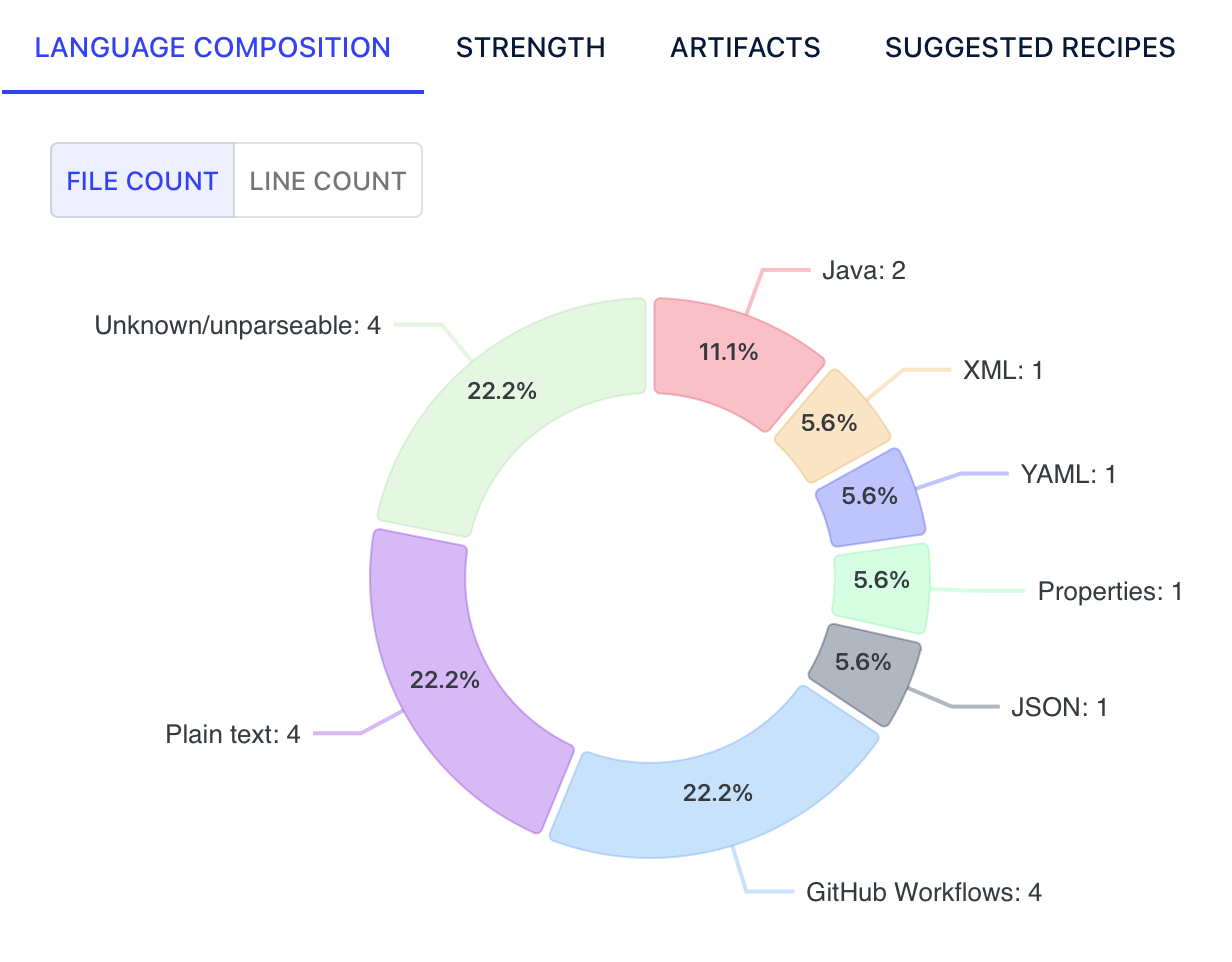 LANGUAGE COMPOSITION STRENGTH ARTIFACTS SUGGESTED RECIPES
FILE COUNT LINE COUNT
Java: 2
Unknown/unparseable: 4
11.1%
XML: 1
22.2%
5.6%
YAML: 1
5.6%
5.6%
Properties: 1
5.6%
22.2%
JSON: 1
Plain text: 4
22.2%
GitHub Workflows: 4